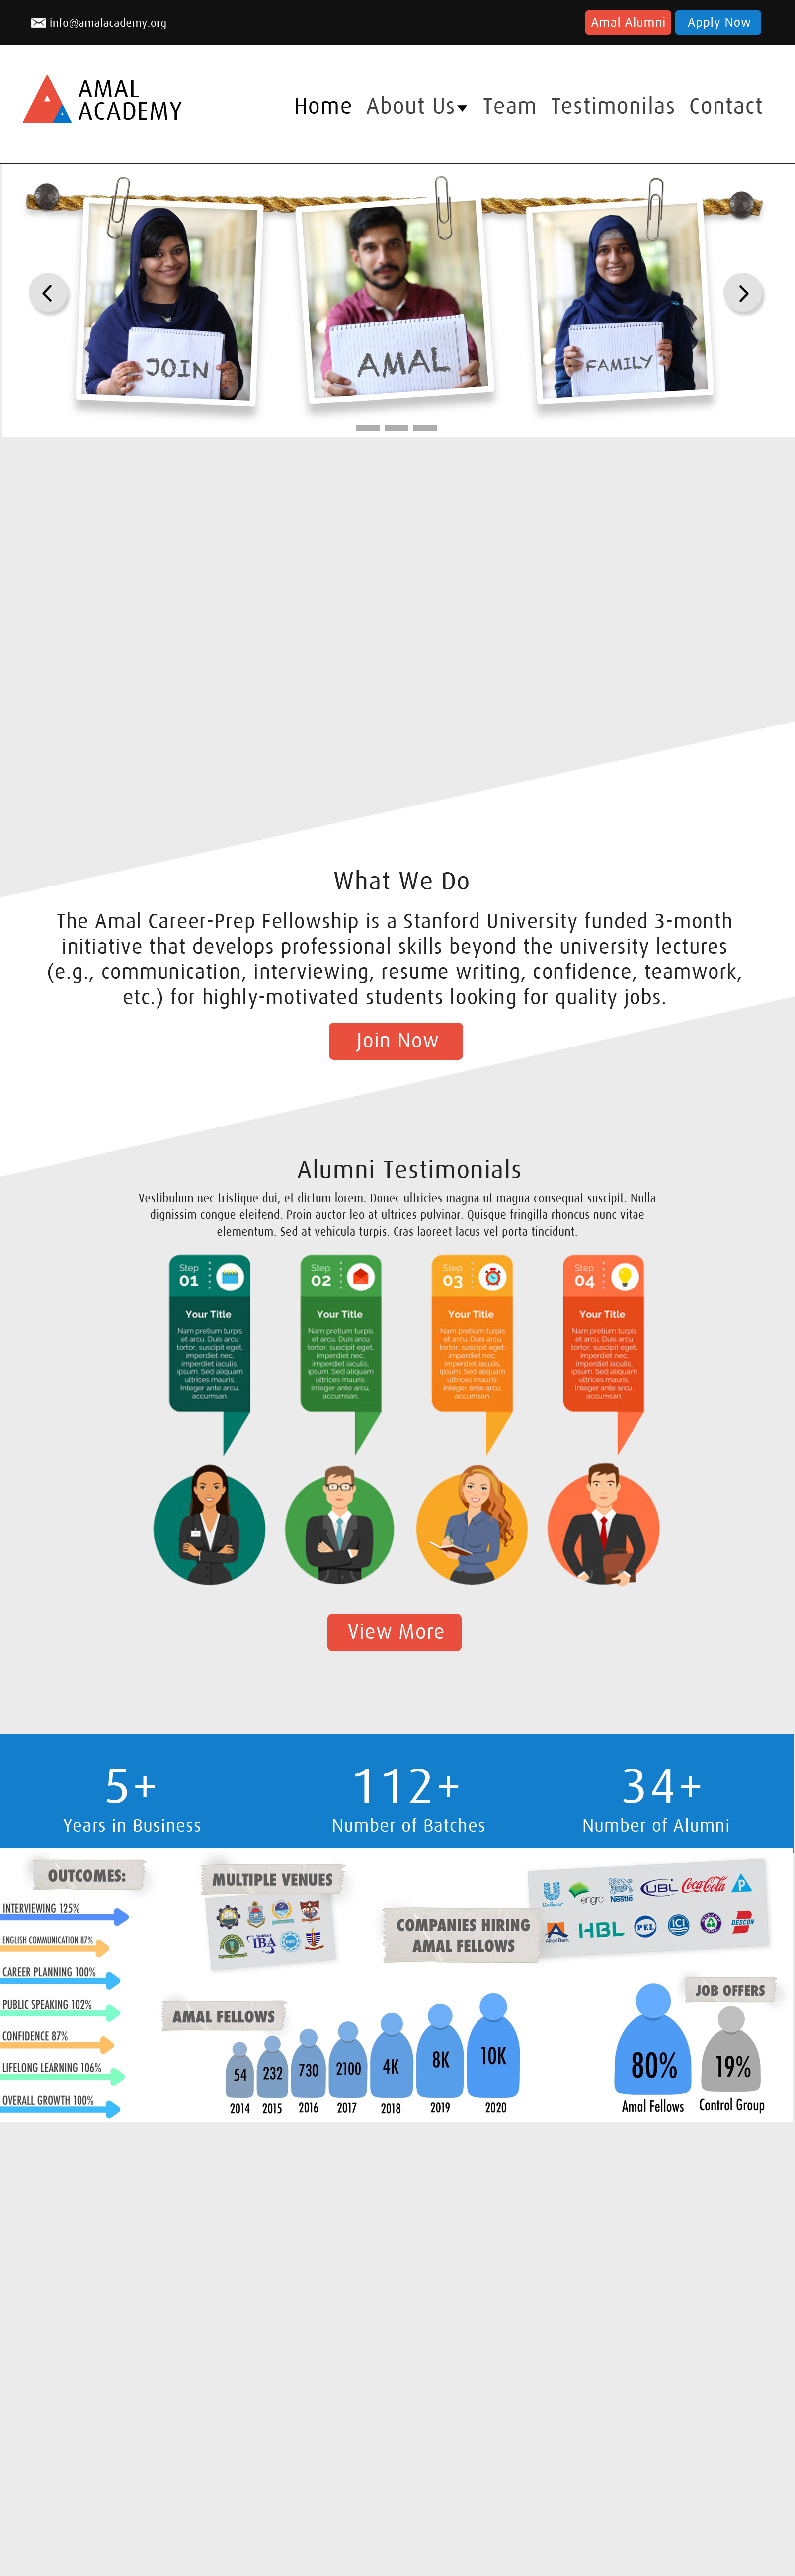 info@amalacademy.org
Amal Alumni
Apply Now
AMAL
ACADEMY
Home
About Us
Team
Testimonilas
Contact
JOIN
AMAL
FAMILY
What We Do
The Amal Career-Prep Fellowship is a Stanford University funded 3-month
initiative that develops professional skills beyond the university lectures
(e.g., communication, interviewing, resume writing, confidence, teamwork,
etc.) for highly-motivated students looking for quality jobs.
Join Now
Alumni Testimonials
Vestibulum nec tristique dui, et dictum lorem. Donec ultricies magna ut magna consequat suscipit. Nulla
dignissim congue eleifend. Proin auctor leo at ultrices pulvinar. Quisque fringilla rhoncus nunc vitae
elementum. Sed at vehicula turpis. Cras laoreet lacus vel porta tincidunt.
Step
01
Your Title
Nam pretium turpis
et arcu. Duis arcu
tortor, suscipit eget,
imperdiet nec,
imperdiet iaculis,
ipsum. Sed aliquam
ultrices mauris.
Integer ante arcu,
accumsan.
Step
02
Your Title
Nam pretium turpis
et arcu. Duis arcu
tortor, suscipit eget,
imperdiet nec,
imperdiet iaculis,
ipsum. Sed aliquam
ultrices mauris.
Integer ante arcu,
accumsan.
Step
03
Your Title
Nam pretium turpis
et arcu. Duis arcu
tortor, suscipit eget,
imperdiet nec,
imperdiet iaculis,
ipsum. Sed aliquam
ultrices mauris.
Integer ante arcu,
accumsan.
Step
04
Your Title
Nam pretium turpis
et arcu. Duis arcu
tortor, suscipit eget,
imperdiet nec,
imperdiet iaculis,
ipsum. Sed aliquam
ultrices mauris.
Integer ante arcu,
accumsan.
View More
5+
Years in Business
112+
Number of Batches
34+
Number of Alumni
OUTCOMES:
INTERVIEWING 125%
ENGLISH COMMUNICATION 87%
CAREER PLANNING 100%
PUBLIC SPEAKING 102%
CONFIDENCE 87%
LIFELONG LEARNING 106%
OVERALL GROWTH 100%
MULTIPLE VENUES
IBA
COMPANIES HIRING
AMAL FELLOWS
Unilever
engro
Nestle
UBL
Coca-Cola
P
Allied Bank
HBL
PEL
ICI
DESCON
AMAL FELLOWS
54
232
730
2100
4K
8K
10K
2014
2015
2016
2017
2018
2019
2020
JOB OFFERS
80%
19%
Amal Fellows
Control Group